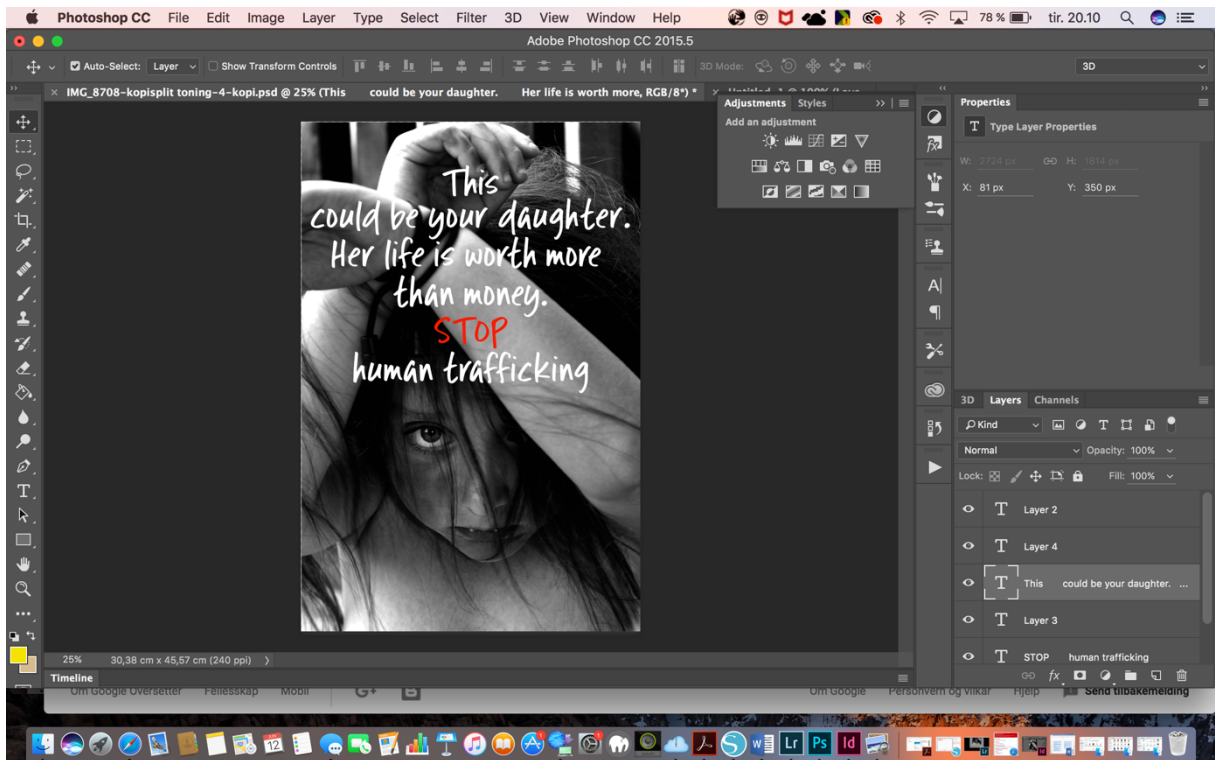 Photoshop CC File Edit Image Layer Type Select Filter 3D View Window Help 78 % tir. 20.10
Adobe Photoshop CC 2015.5
Auto-Select: Layer Show Transform Controls 3D Mode: 3D
× IMG_8708-kopisplit toning-4-kopi.psd @ 25% (This could be your daughter. Her life is worth more, RGB/8*) *
Adjustments Styles
Add an adjustment
Properties
T Type Layer Properties
W: 2724 px H: 1814 px
X: 81 px Y: 350 px
This
could be your daughter.
Her life is worth more
than money.
STOP
human trafficking
3D Layers Channels
Kind
Normal Opacity: 100%
Lock: Fill: 100%
T Layer 2
T Layer 4
T This could be your daughter. ...
T Layer 3
T STOP human trafficking
fx
25% 30,38 cm x 45,57 cm (240 ppi)
Timeline
Om Google Oversetter Fellesskap Mobil G+ Om Google Personvern og vilkår Hjelp Send tilbakemelding
Lr Ps Id